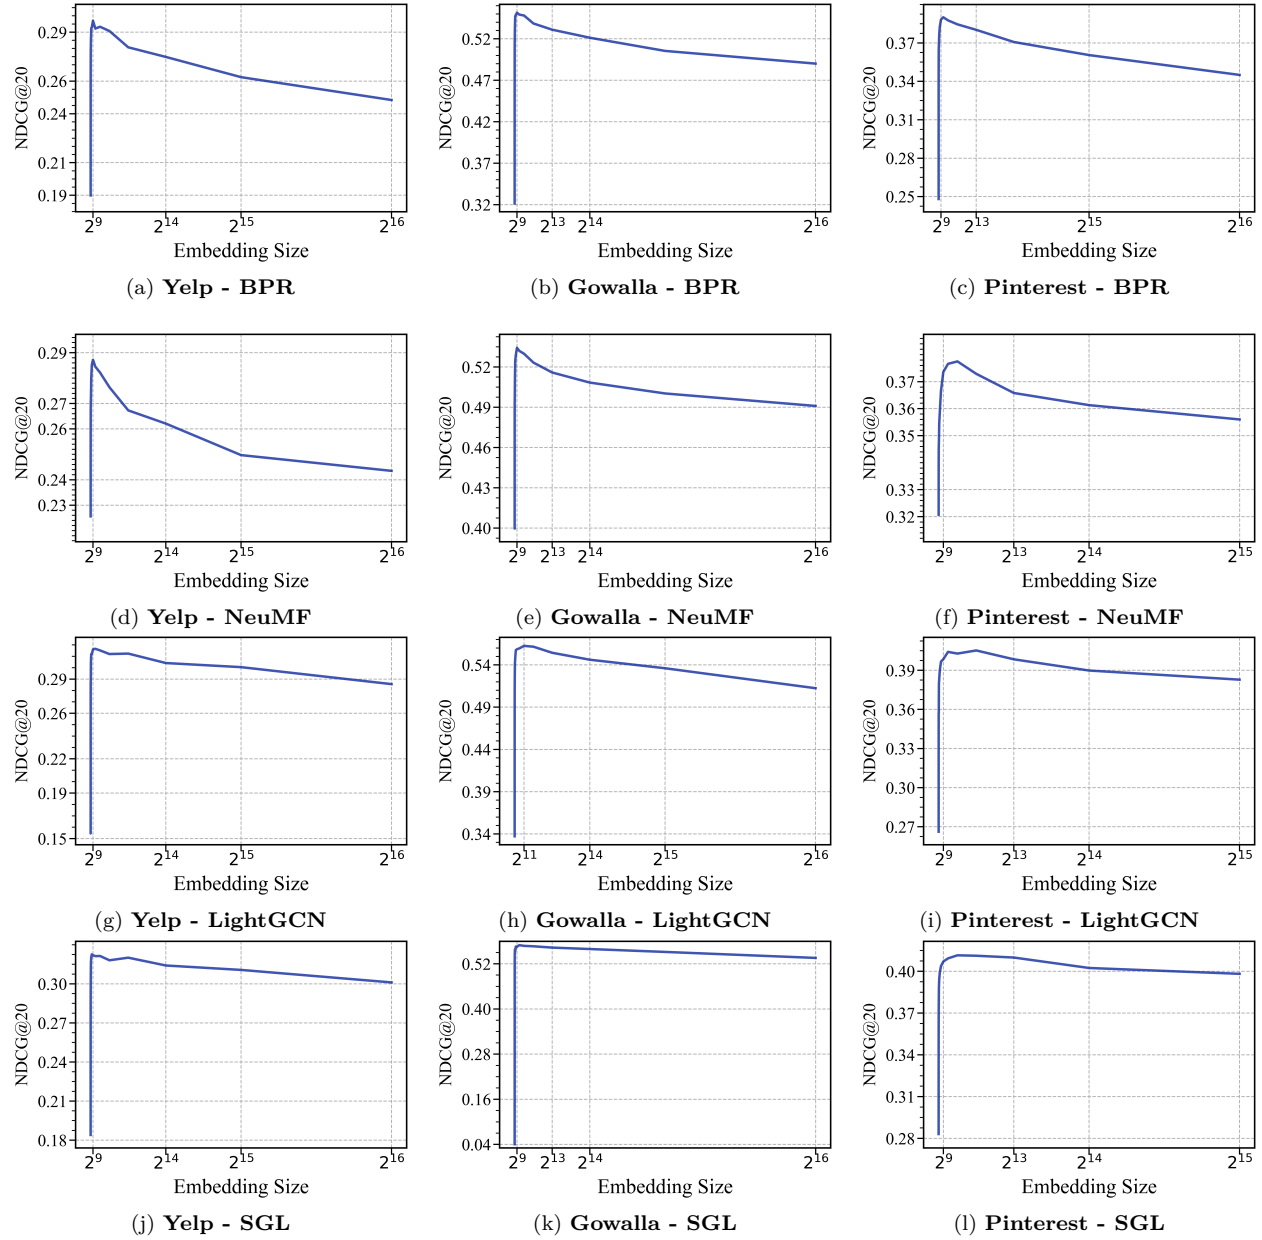 NDCG@20
0.29
0.26
0.24
0.21
0.19
2^9 2^14 2^15 2^16
Embedding Size
(a) Yelp - BPR
NDCG@20
0.52
0.47
0.42
0.37
0.32
2^9 2^13 2^14 2^16
Embedding Size
(b) Gowalla - BPR
NDCG@20
0.37
0.34
0.31
0.28
0.25
2^9 2^13 2^15 2^16
Embedding Size
(c) Pinterest - BPR
NDCG@20
0.29
0.27
0.26
0.24
0.23
2^9 2^14 2^15 2^16
Embedding Size
(d) Yelp - NeuMF
NDCG@20
0.52
0.49
0.46
0.43
0.40
2^9 2^13 2^14 2^16
Embedding Size
(e) Gowalla - NeuMF
NDCG@20
0.37
0.36
0.35
0.33
0.32
2^9 2^13 2^14 2^15
Embedding Size
(f) Pinterest - NeuMF
NDCG@20
0.29
0.26
0.22
0.19
0.15
2^9 2^14 2^15 2^16
Embedding Size
(g) Yelp - LightGCN
NDCG@20
0.54
0.49
0.44
0.39
0.34
2^11 2^14 2^15 2^16
Embedding Size
(h) Gowalla - LightGCN
NDCG@20
0.39
0.36
0.33
0.30
0.27
2^9 2^13 2^14 2^15
Embedding Size
(i) Pinterest - LightGCN
NDCG@20
0.30
0.27
0.24
0.21
0.18
2^9 2^14 2^15 2^16
Embedding Size
(j) Yelp - SGL
NDCG@20
0.52
0.40
0.28
0.16
0.04
2^9 2^13 2^14 2^16
Embedding Size
(k) Gowalla - SGL
NDCG@20
0.40
0.37
0.34
0.31
0.28
2^9 2^13 2^14 2^15
Embedding Size
(l) Pinterest - SGL